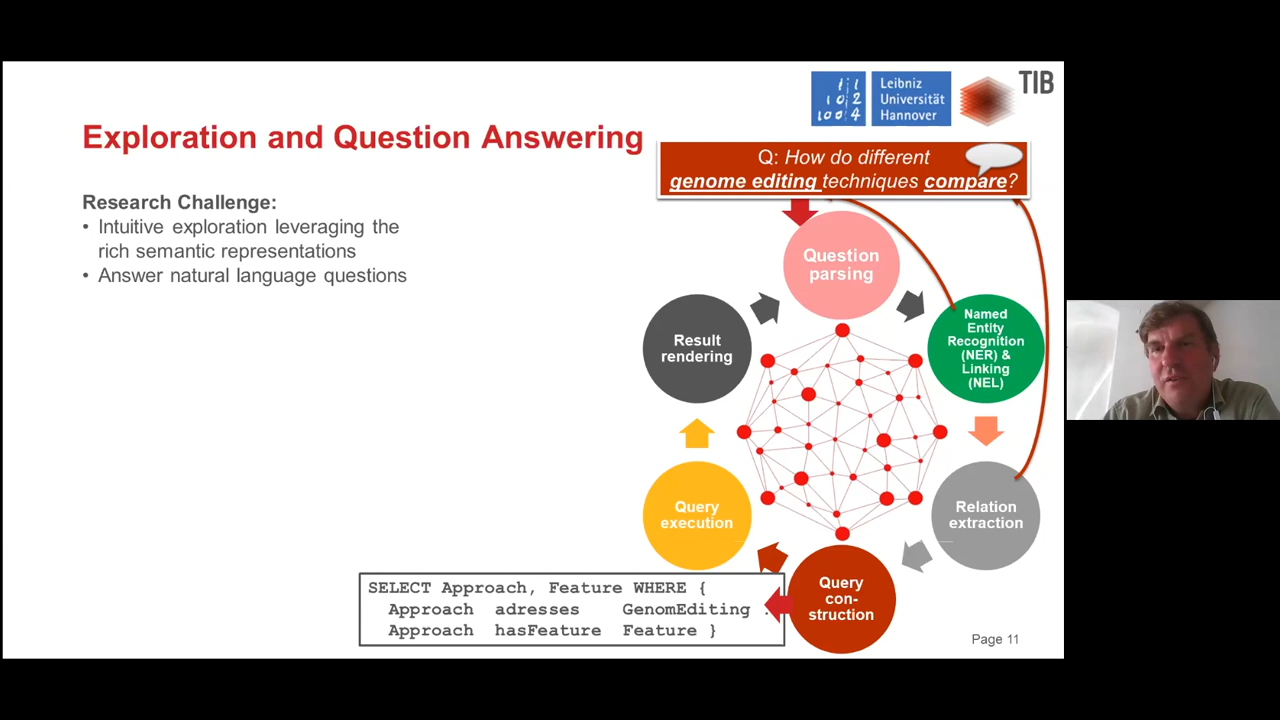 Leibniz
Universität
Hannover
TIB
Exploration and Question Answering
Research Challenge:
• Intuitive exploration leveraging the
rich semantic representations
• Answer natural language questions
Q: How do different
genome editing techniques compare?
Question
parsing
Named
Entity
Recognition
(NER) &
Linking
(NEL)
Relation
extraction
Query
con-
struction
Query
execution
Result
rendering
SELECT Approach, Feature WHERE {
Approach adresses GenomEditing .
Approach hasFeature Feature }
Page 11